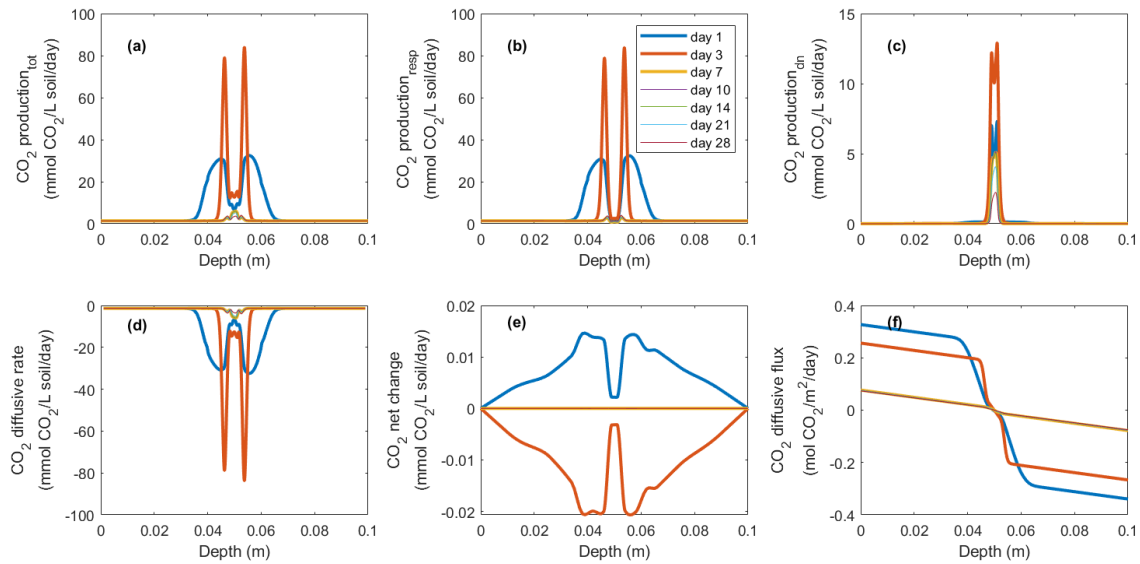 (a)
CO2 productiontot
(mmol CO2/L soil/day)
100
80
60
40
20
0
0
0.02
0.04
0.06
0.08
0.1
Depth (m)
(b)
CO2 productionresp
(mmol CO2/L soil/day)
100
80
60
40
20
0
0
0.02
0.04
0.06
0.08
0.1
Depth (m)
day 1
day 3
day 7
day 10
day 14
day 21
day 28
(c)
CO2 productiondn
(mmol CO2/L soil/day)
15
10
5
0
0
0.02
0.04
0.06
0.08
0.1
Depth (m)
(d)
CO2 diffusive rate
(mmol CO2/L soil/day)
0
-20
-40
-60
-80
-100
0
0.02
0.04
0.06
0.08
0.1
Depth (m)
(e)
CO2 net change
(mmol CO2/L soil/day)
0.02
0.01
0
-0.01
-0.02
0
0.02
0.04
0.06
0.08
0.1
Depth (m)
(f)
CO2 diffusive flux
(mol CO2/m2/day)
0.4
0.2
0
-0.2
-0.4
0
0.02
0.04
0.06
0.08
0.1
Depth (m)